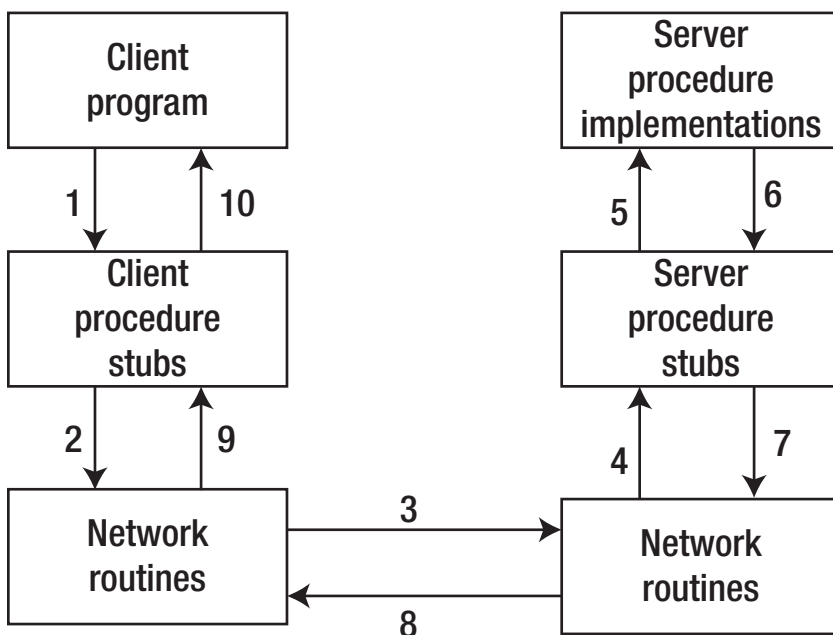 Client
program
Server
procedure
implementations
1
10
5
6
Client
procedure
stubs
Server
procedure
stubs
2
9
4
7
Network
routines
3
8
Network
routines